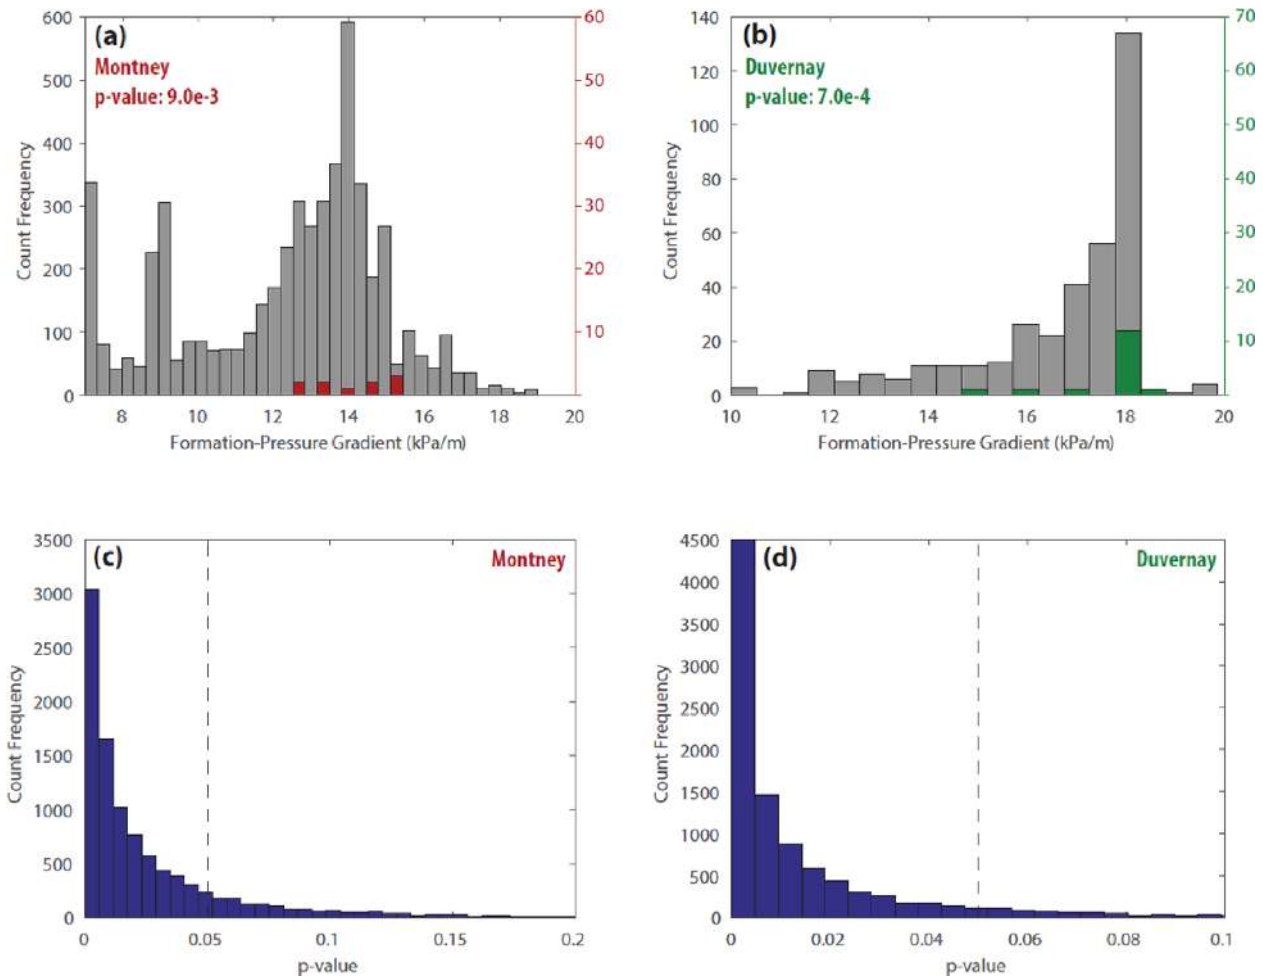 (a)
Montney
p-value: 9.0e-3
600
500
400
300
200
100
0
60
50
40
30
20
10
8 10 12 14 16 18 20
Count Frequency
Formation-Pressure Gradient (kPa/m)
(b)
Duvernay
p-value: 7.0e-4
140
120
100
80
60
40
20
0
70
60
50
40
30
20
10
10 12 14 16 18 20
Count Frequency
Formation-Pressure Gradient (kPa/m)
(c)
Montney
3500
3000
2500
2000
1500
1000
500
0
0 0.05 0.1 0.15 0.2
Count Frequency
p-value
(d)
Duvernay
4500
4000
3500
3000
2500
2000
1500
1000
500
0
0 0.02 0.04 0.06 0.08 0.1
Count Frequency
p-value